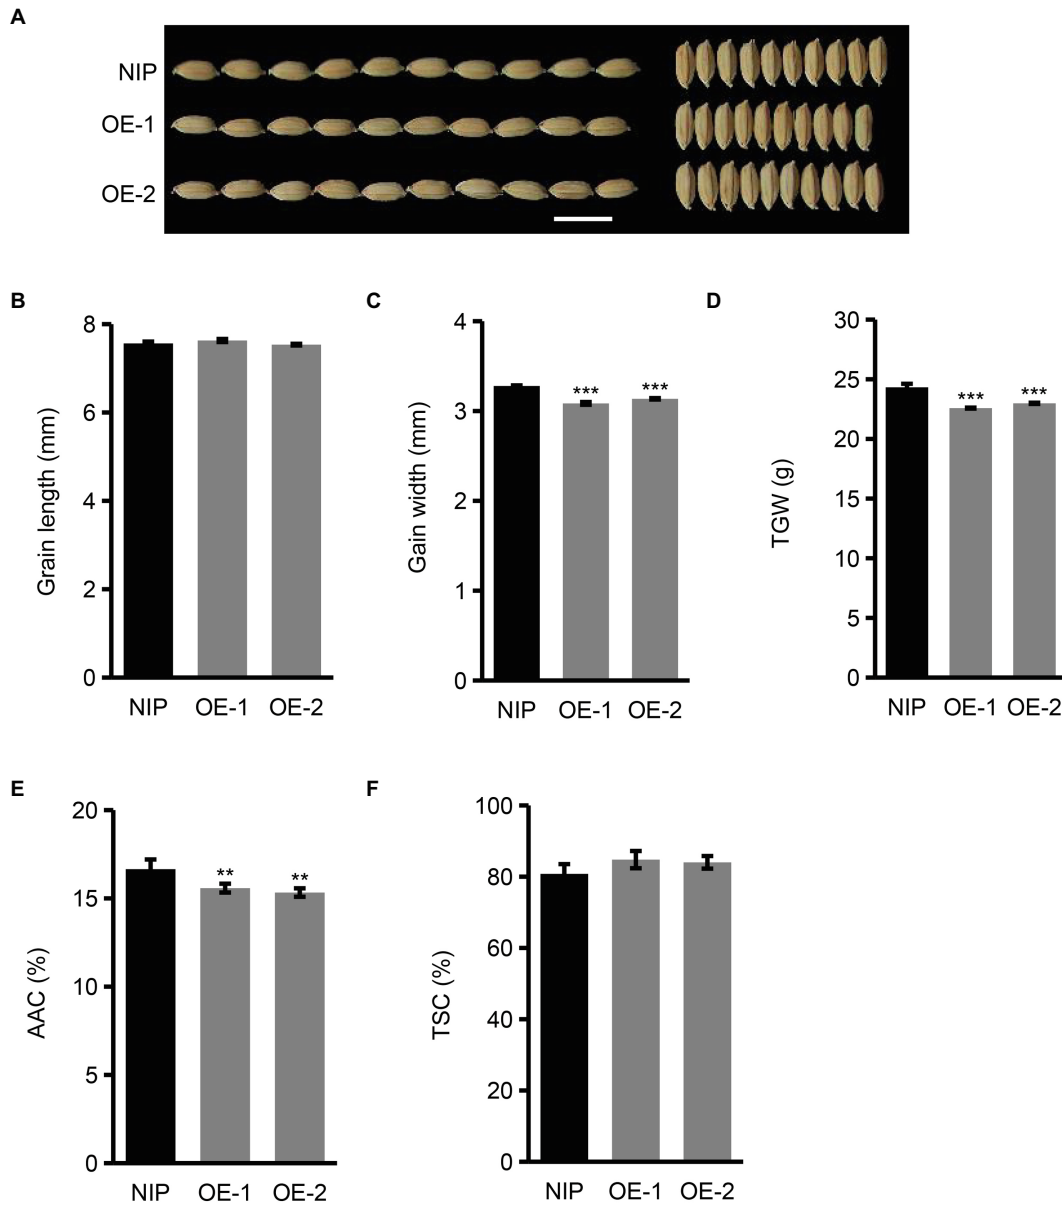 A
NIP
OE-1
OE-2
B
8
6
4
2
0
Grain length (mm)
NIP OE-1 OE-2
C
4
3
2
1
0
Gain width (mm)
*** ***
NIP OE-1 OE-2
D
30
25
20
15
10
5
0
TGW (g)
*** ***
NIP OE-1 OE-2
E
20
15
10
5
0
AAC (%)
** **
NIP OE-1 OE-2
F
100
80
60
40
20
0
TSC (%)
NIP OE-1 OE-2